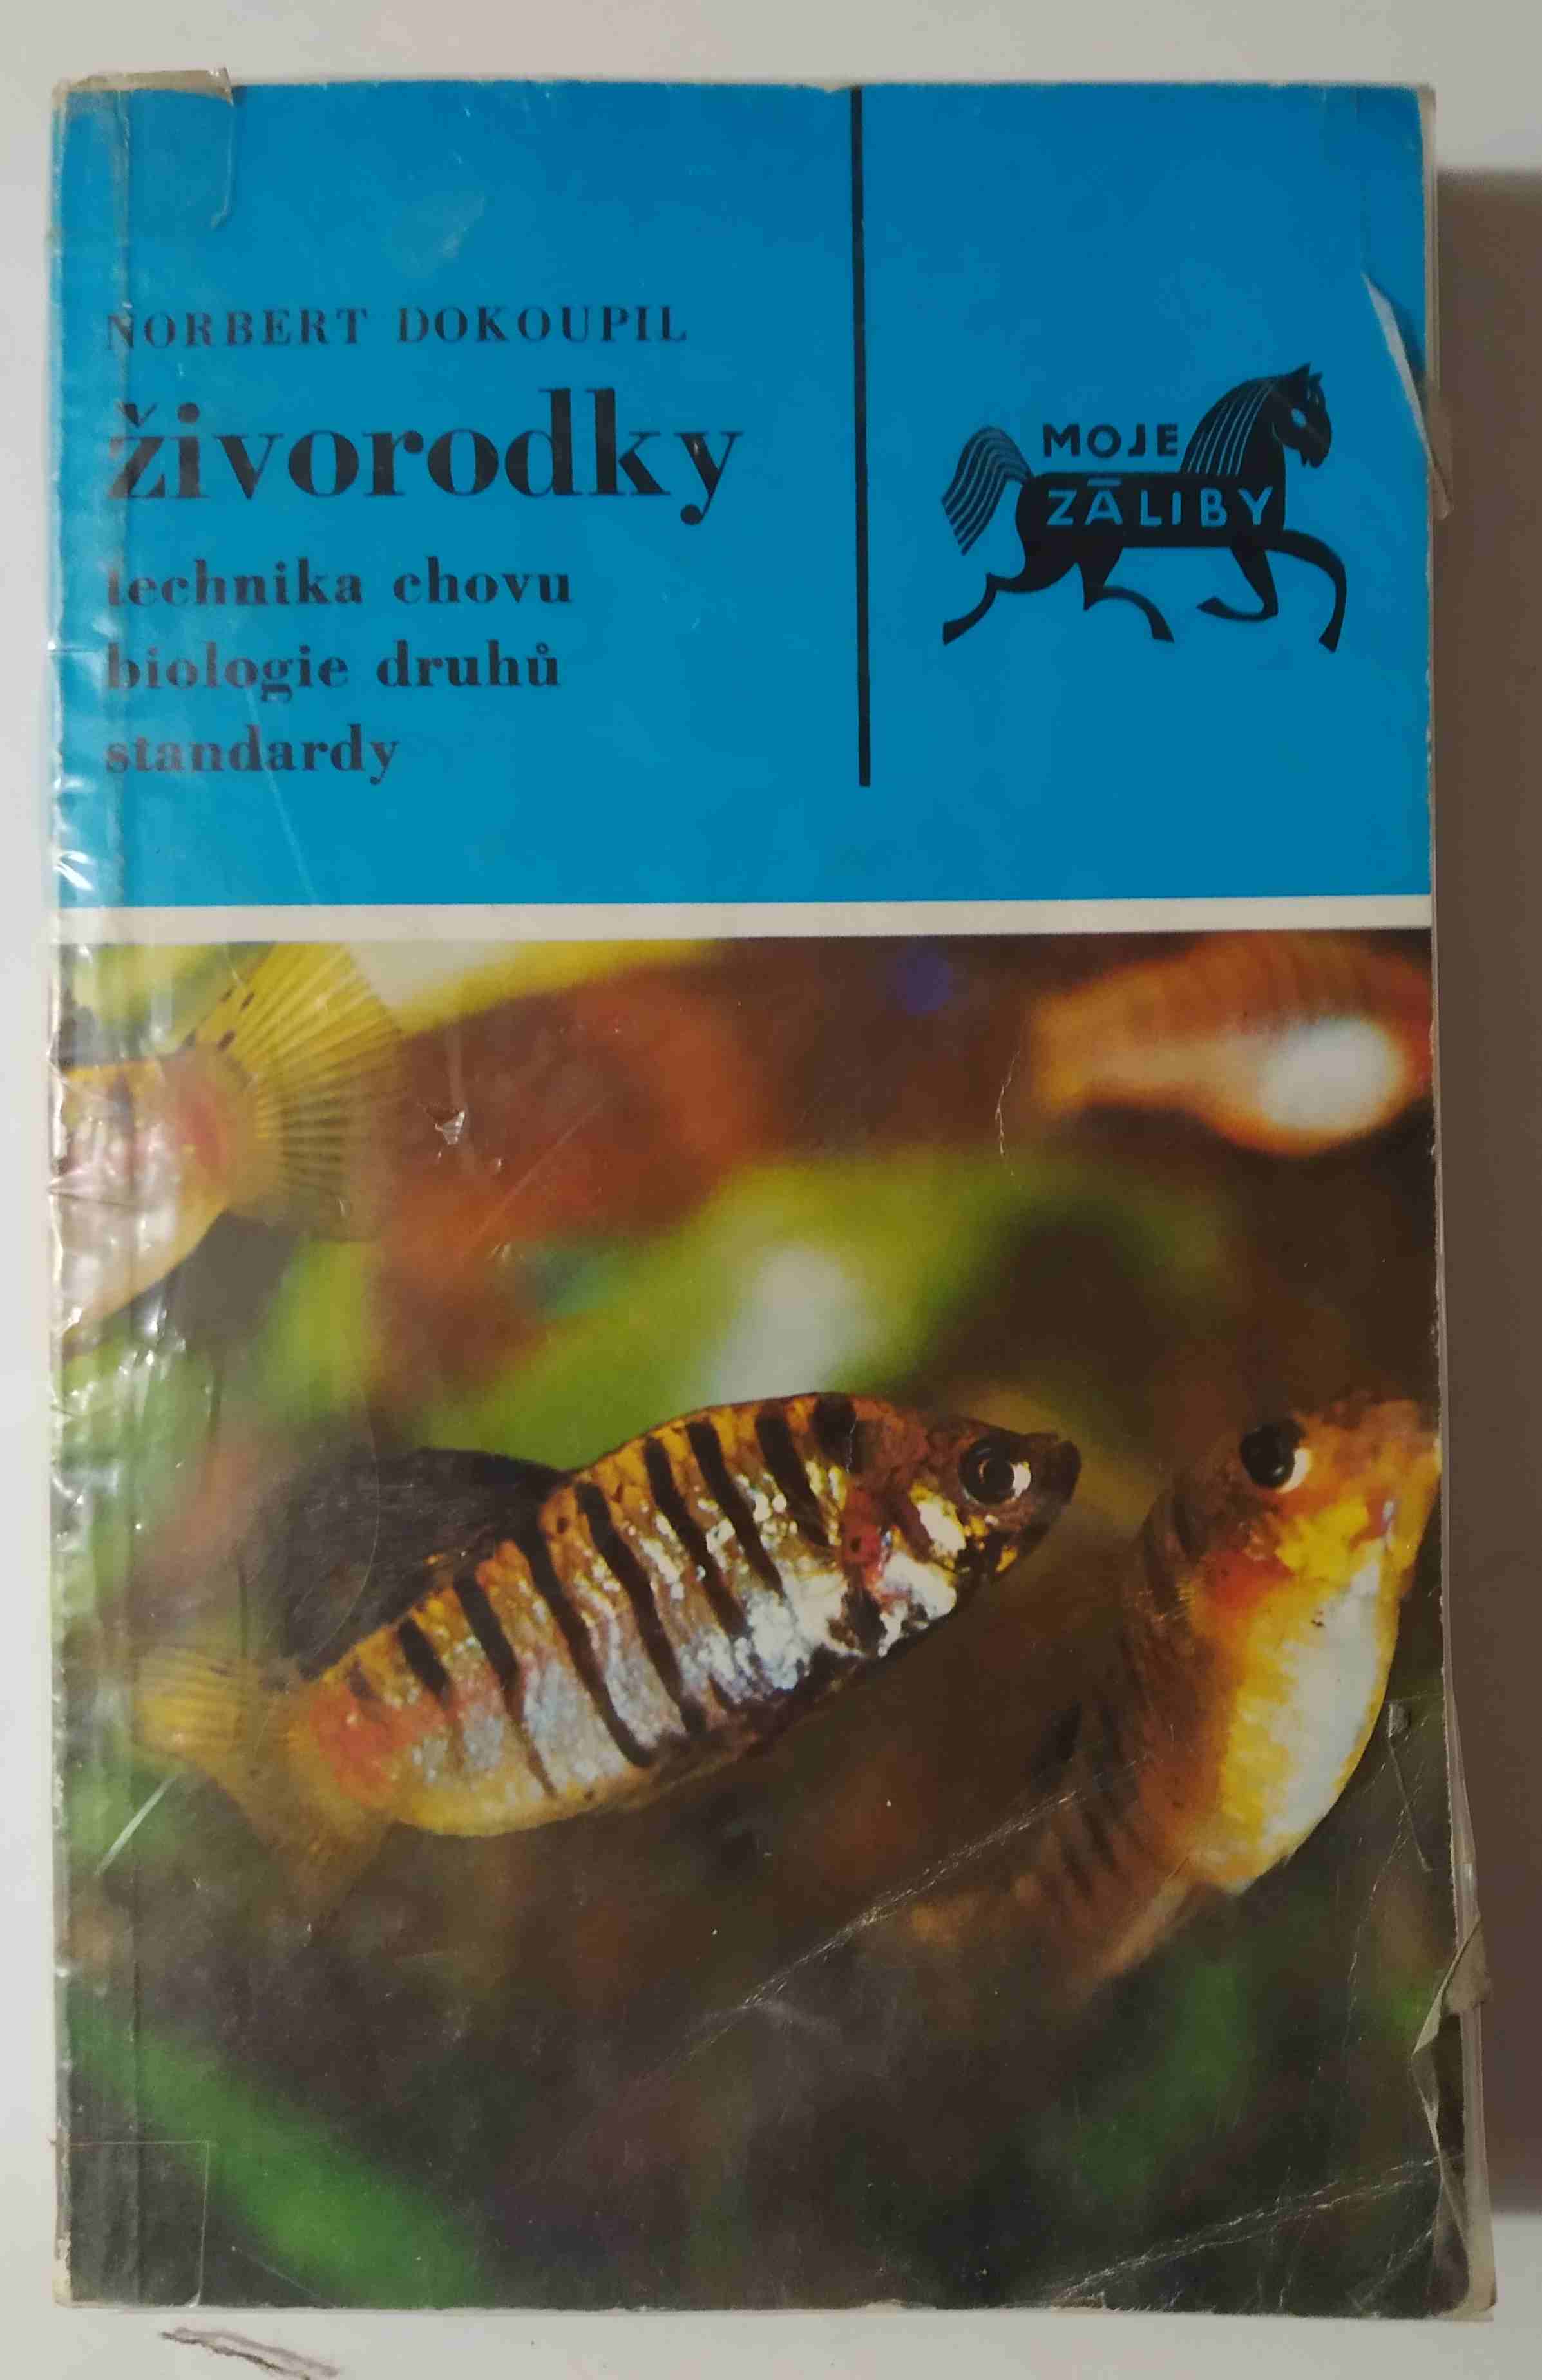 NORBERT DOKOUPIL
živorodky
technika chovu
biologie druhů
standardy
MOJE
ZÁLIBY